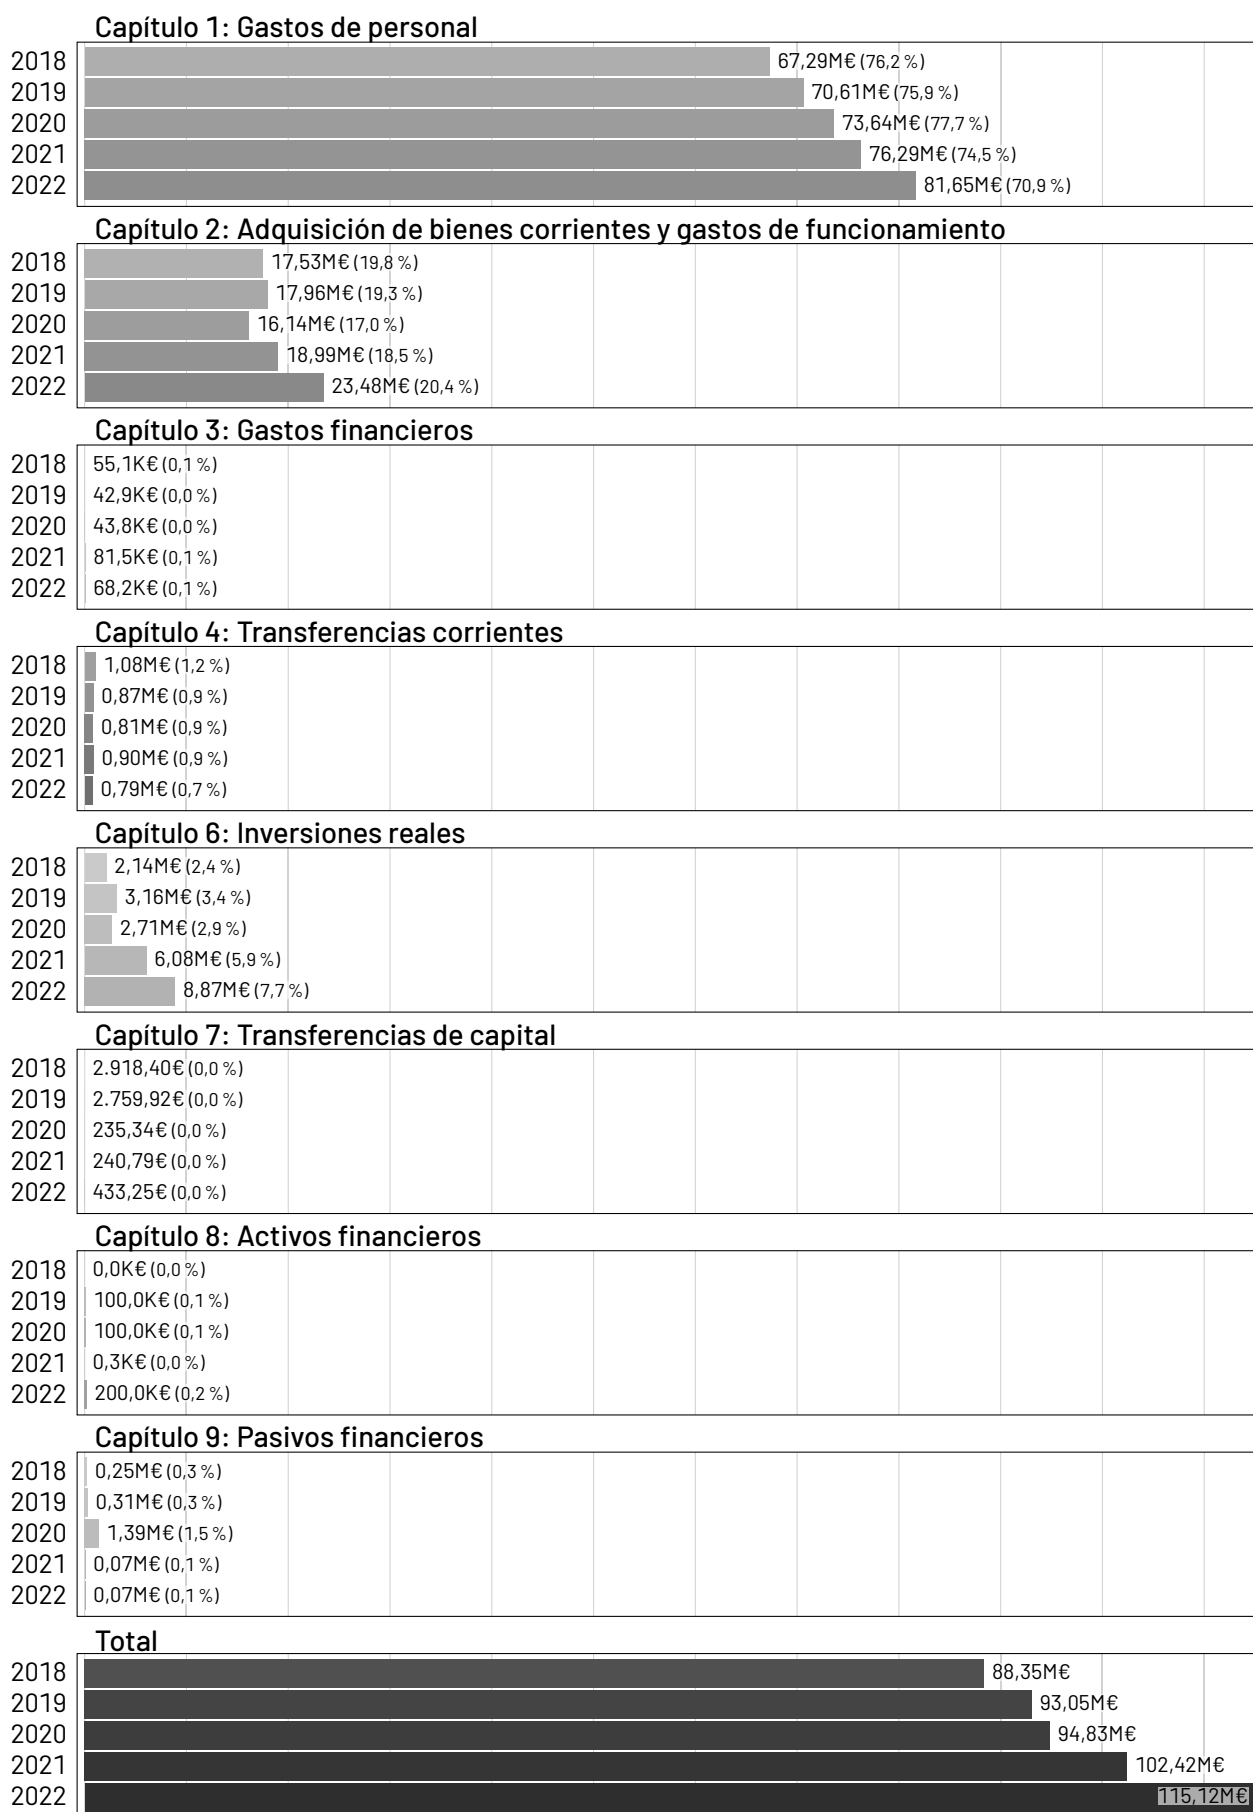 Capítulo 1: Gastos de personal
2018 67,29M€ (76,2 %)
2019 70,61M€ (75,9 %)
2020 73,64M€ (77,7 %)
2021 76,29M€ (74,5 %)
2022 81,65M€ (70,9 %)
Capítulo 2: Adquisición de bienes corrientes y gastos de funcionamiento
2018 17,53M€ (19,8 %)
2019 17,96M€ (19,3 %)
2020 16,14M€ (17,0 %)
2021 18,99M€ (18,5 %)
2022 23,48M€ (20,4 %)
Capítulo 3: Gastos financieros
2018 55,1K€ (0,1 %)
2019 42,9K€ (0,0 %)
2020 43,8K€ (0,0 %)
2021 81,5K€ (0,1 %)
2022 68,2K€ (0,1 %)
Capítulo 4: Transferencias corrientes
2018 1,08M€ (1,2 %)
2019 0,87M€ (0,9 %)
2020 0,81M€ (0,9 %)
2021 0,90M€ (0,9 %)
2022 0,79M€ (0,7 %)
Capítulo 6: Inversiones reales
2018 2,14M€ (2,4 %)
2019 3,16M€ (3,4 %)
2020 2,71M€ (2,9 %)
2021 6,08M€ (5,9 %)
2022 8,87M€ (7,7 %)
Capítulo 7: Transferencias de capital
2018 2.918,40€ (0,0 %)
2019 2.759,92€ (0,0 %)
2020 235,34€ (0,0 %)
2021 240,79€ (0,0 %)
2022 433,25€ (0,0 %)
Capítulo 8: Activos financieros
2018 0,0K€ (0,0 %)
2019 100,0K€ (0,1 %)
2020 100,0K€ (0,1 %)
2021 0,3K€ (0,0 %)
2022 200,0K€ (0,2 %)
Capítulo 9: Pasivos financieros
2018 0,25M€ (0,3 %)
2019 0,31M€ (0,3 %)
2020 1,39M€ (1,5 %)
2021 0,07M€ (0,1 %)
2022 0,07M€ (0,1 %)
Total
2018 88,35M€
2019 93,05M€
2020 94,83M€
2021 102,42M€
2022 115,12M€